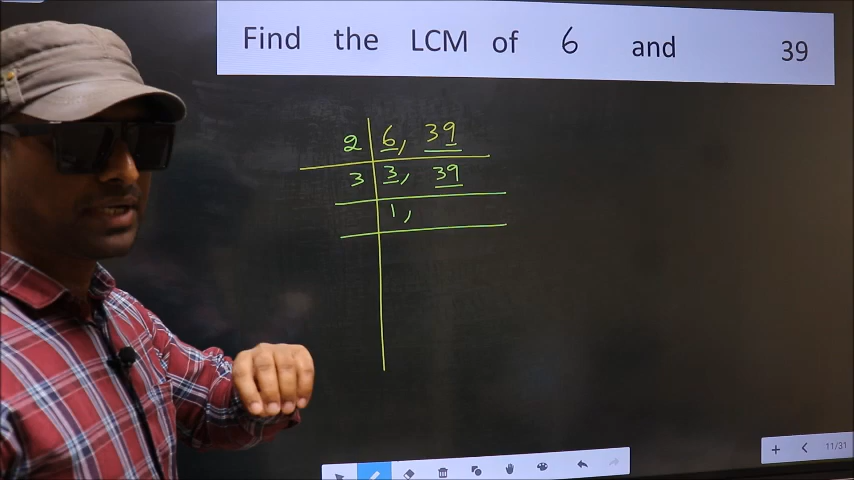 Find the LCM of 6 and 39
2 6, 39
3 3, 39
1,
11/31